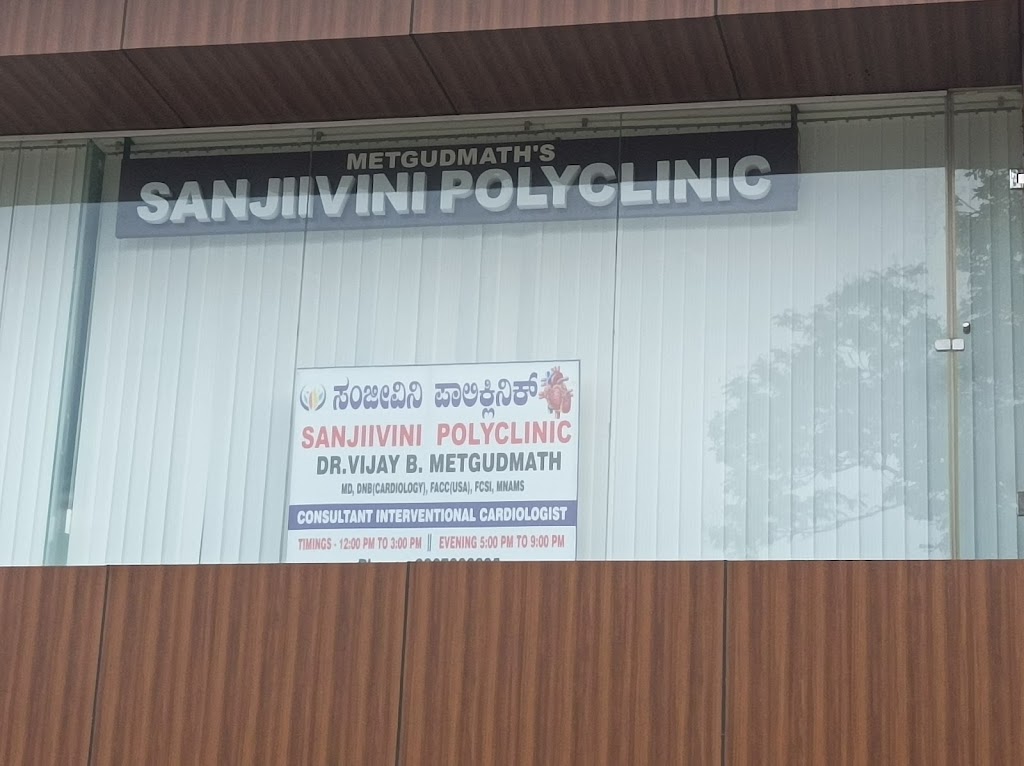 METGUDMATH'S
SANJIIVINI POLYCLINIC
ಸಂಜೀವಿನಿ ಪಾಲಿಕ್ಲಿನಿಕ್
SANJIIVINI POLYCLINIC
DR.VIJAY B. METGUDMATH
MD, DNB(CARDIOLOGY), FACC(USA), FCSI, MNAMS
CONSULTANT INTERVENTIONAL CARDIOLOGIST
TIMINGS - 12:00 PM TO 3:00 PM || EVENING 5:00 PM TO 9:00 PM